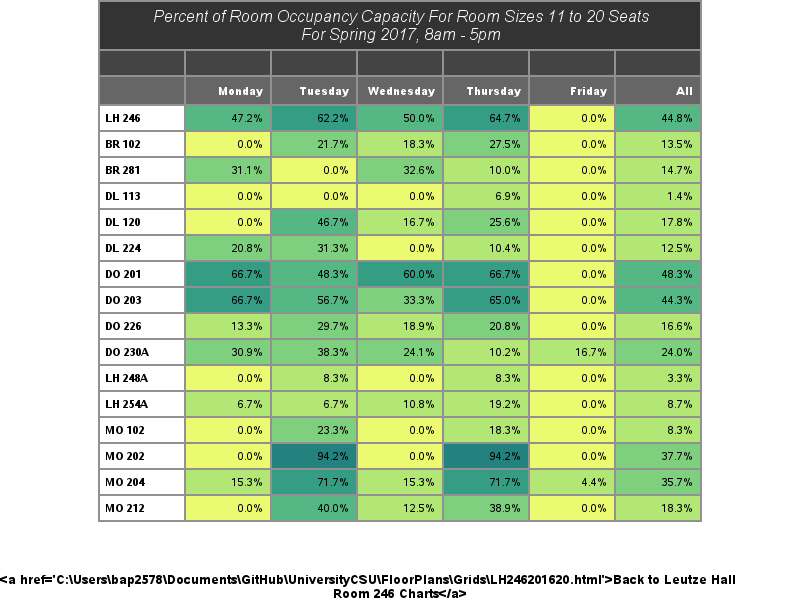 Percent of Room Occupancy Capacity For Room Sizes 11 to 20 Seats
For Spring 2017, 8am - 5pm
Monday Tuesday Wednesday Thursday Friday All
LH 246 47.2% 62.2% 50.0% 64.7% 0.0% 44.8%
BR 102 0.0% 21.7% 18.3% 27.5% 0.0% 13.5%
BR 281 31.1% 0.0% 32.6% 10.0% 0.0% 14.7%
DL 113 0.0% 0.0% 0.0% 6.9% 0.0% 1.4%
DL 120 0.0% 46.7% 16.7% 25.6% 0.0% 17.8%
DL 224 20.8% 31.3% 0.0% 10.4% 0.0% 12.5%
DO 201 66.7% 48.3% 60.0% 66.7% 0.0% 48.3%
DO 203 66.7% 56.7% 33.3% 65.0% 0.0% 44.3%
DO 226 13.3% 29.7% 18.9% 20.8% 0.0% 16.6%
DO 230A 30.9% 38.3% 24.1% 10.2% 16.7% 24.0%
LH 248A 0.0% 8.3% 0.0% 8.3% 0.0% 3.3%
LH 254A 6.7% 6.7% 10.8% 19.2% 0.0% 8.7%
MO 102 0.0% 23.3% 0.0% 18.3% 0.0% 8.3%
MO 202 0.0% 94.2% 0.0% 94.2% 0.0% 37.7%
MO 204 15.3% 71.7% 15.3% 71.7% 4.4% 35.7%
MO 212 0.0% 40.0% 12.5% 38.9% 0.0% 18.3%
<a href='C:\Users\bap2578\Documents\GitHub\UniversityCSU\FloorPlans\Grids\LH246201620.html'>Back to Leutze Hall
Room 246 Charts</a>